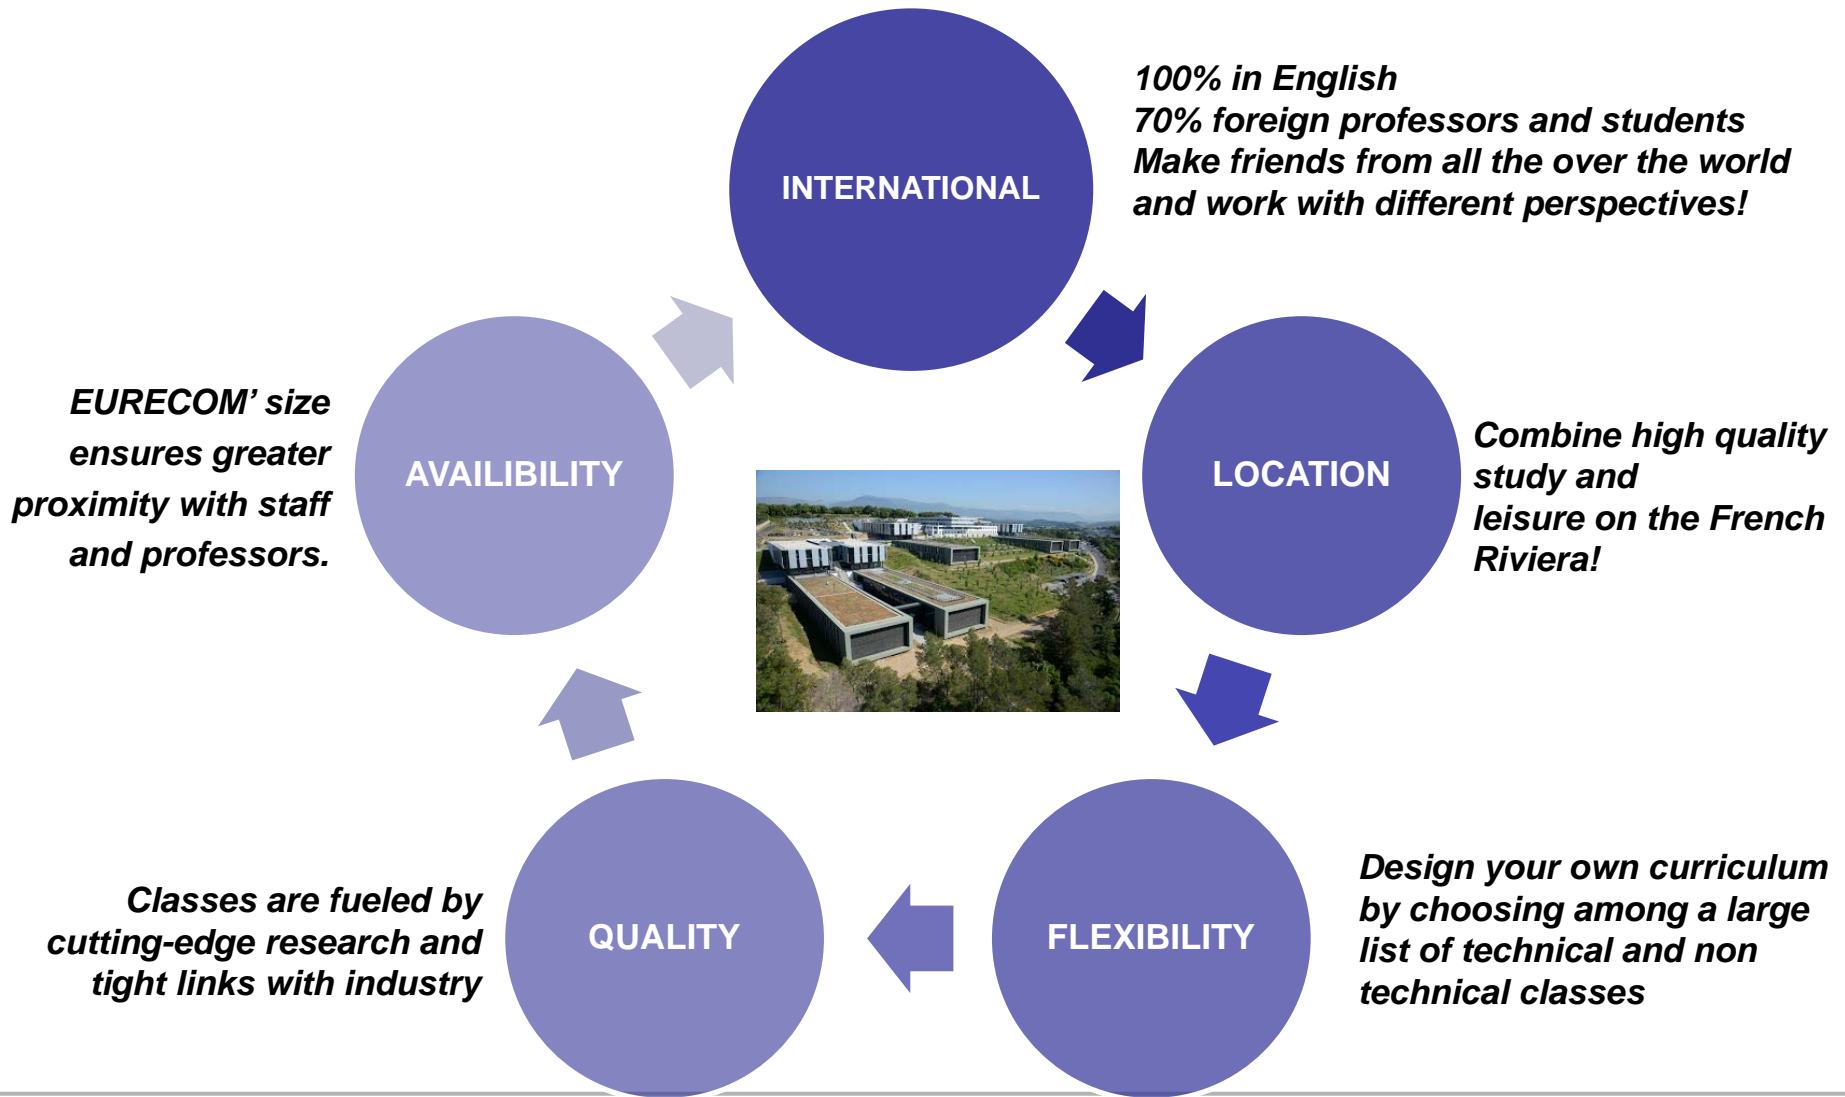 INTERNATIONAL
100% in English
70% foreign professors and students
Make friends from all the over the world
and work with different perspectives!
LOCATION
Combine high quality
study and
leisure on the French
Riviera!
FLEXIBILITY
Design your own curriculum
by choosing among a large
list of technical and non
technical classes
QUALITY
Classes are fueled by
cutting-edge research and
tight links with industry
AVAILIBILITY
EURECOM’ size
ensures greater
proximity with staff
and professors.